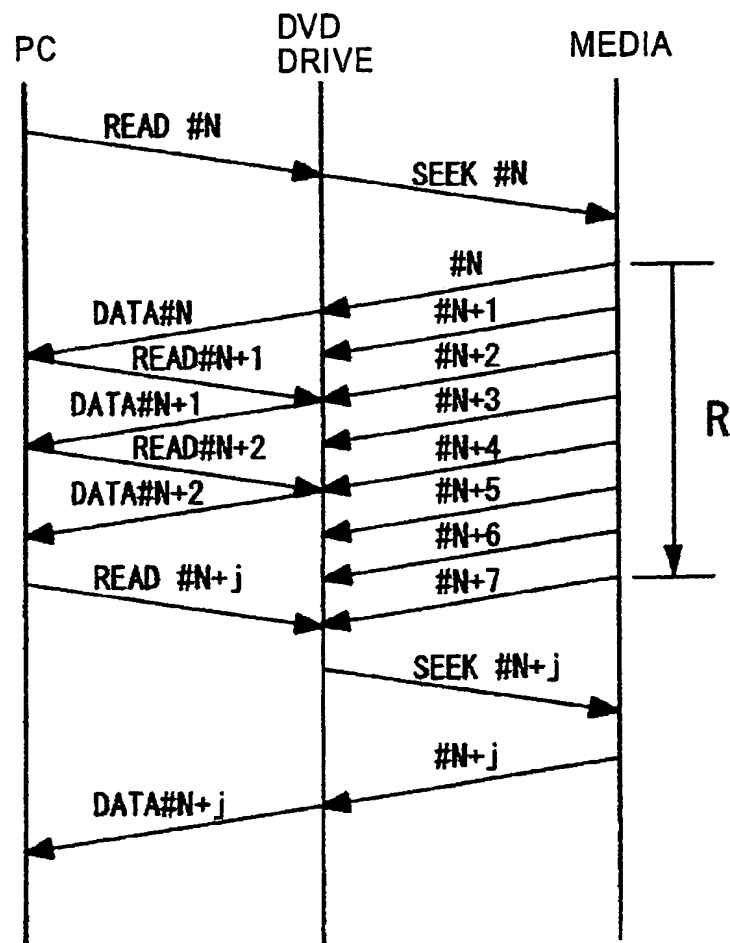 PC
DVD
DRIVE
MEDIA
READ #N
SEEK #N
#N
DATA#N
#N+1
READ#N+1
#N+2
DATA#N+1
#N+3
R
READ#N+2
#N+4
DATA#N+2
#N+5
#N+6
READ #N+j
#N+7
SEEK #N+j
#N+j
DATA#N+j